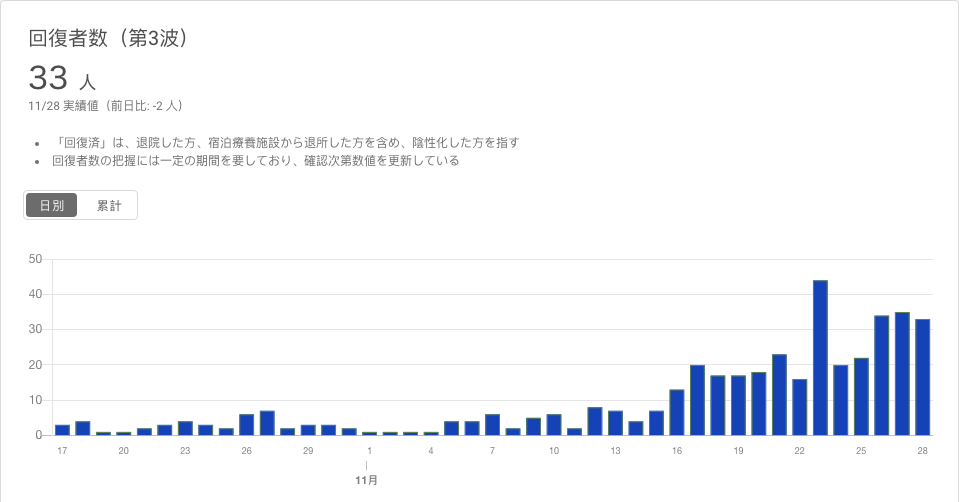 回復者数（第3波）
33 人
11/28 実績値（前日比: -2 人）
• 「回復済」は、退院した方、宿泊療養施設から退所した方を含め、陰性化した方を指す
• 回復者数の把握には一定の期間を要しており、確認次第数値を更新している
日別 累計
50
40
30
20
10
0
17 20 23 26 29 1 4 7 10 13 16 19 22 25 28
11月